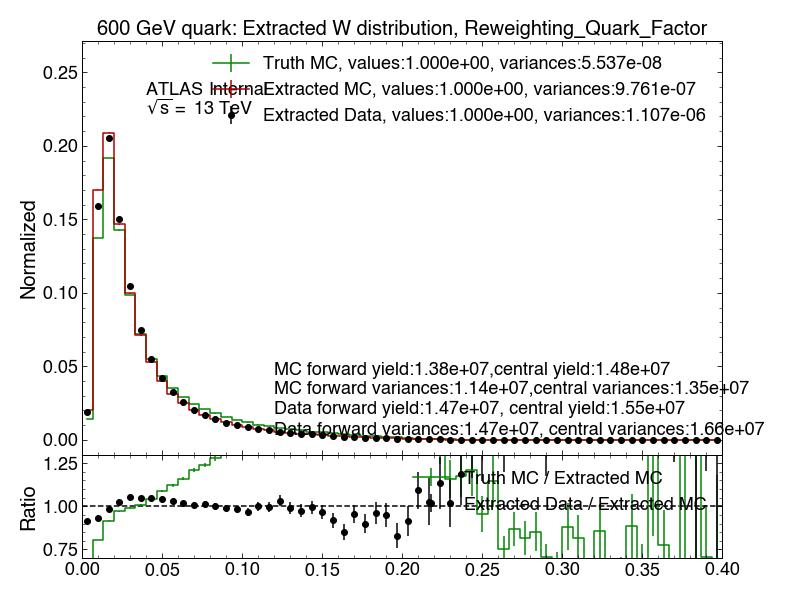 600 GeV quark: Extracted W distribution, Reweighting_Quark_Factor
Truth MC, values:1.000e+00, variances:5.537e-08
ATLAS Internal
Extracted MC, values:1.000e+00, variances:9.761e-07
√s = 13 TeV
Extracted Data, values:1.000e+00, variances:1.107e-06
Normalized
0.25
0.20
0.15
0.10
0.05
0.00
MC forward yield:1.38e+07,central yield:1.48e+07
MC forward variances:1.14e+07,central variances:1.35e+07
Data forward yield:1.47e+07, central yield:1.55e+07
Data forward variances:1.47e+07, central variances:1.66e+07
Ratio
1.25
1.00
0.75
Truth MC / Extracted MC
Extracted Data / Extracted MC
0.00 0.05 0.10 0.15 0.20 0.25 0.30 0.35 0.40